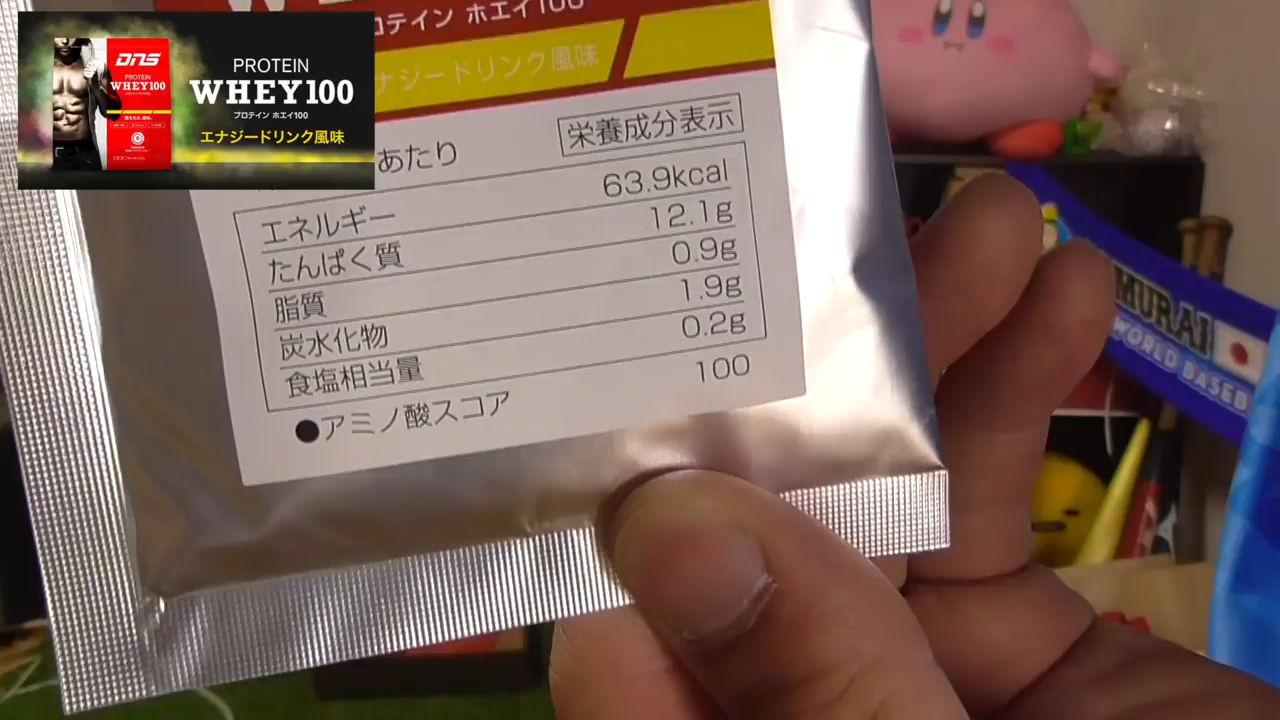 DNS
PROTEIN
WHEY100
PROTEIN
WHEY100
プロテイン ホエイ100
エナジードリンク風味
ロテイン ホエイ100
ナジードリンク風味
あたり
栄養成分表示
エネルギー 63.9kcal
たんぱく質 12.1g
脂質 0.9g
炭水化物 1.9g
食塩相当量 0.2g
●アミノ酸スコア 100
MURAI
WORLD BASEB